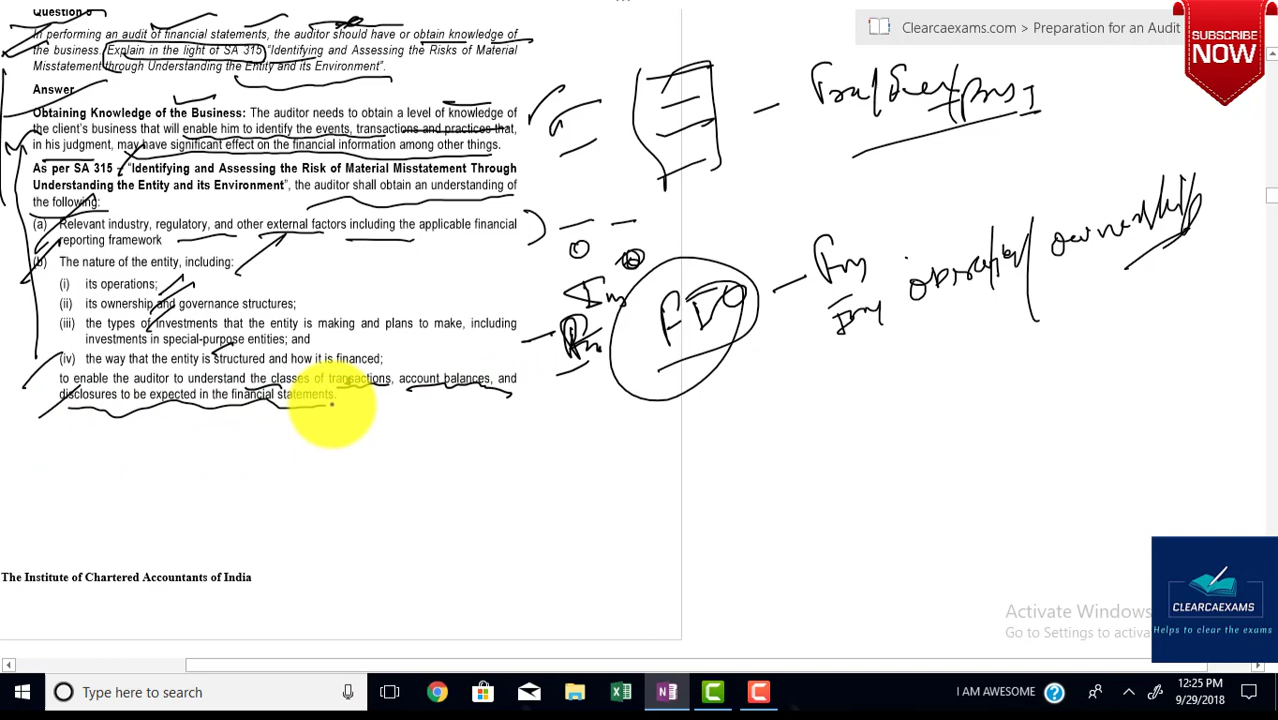 Question 5
In performing an audit of financial statements, the auditor should have or obtain knowledge of
the business. Explain in the light of SA 315 "Identifying and Assessing the Risks of Material
Misstatement through Understanding the Entity and its Environment".
Answer
Obtaining Knowledge of the Business: The auditor needs to obtain a level of knowledge of
the client's business that will enable him to identify the events, transactions and practices that,
in his judgment, may have significant effect on the financial information among other things.
As per SA 315 – "Identifying and Assessing the Risk of Material Misstatement Through
Understanding the Entity and its Environment", the auditor shall obtain an understanding of
the following:
(a) Relevant industry, regulatory, and other external factors including the applicable financial
reporting framework
(b) The nature of the entity, including:
(i) its operations;
(ii) its ownership and governance structures;
(iii) the types of investments that the entity is making and plans to make, including
investments in special-purpose entities; and
(iv) the way that the entity is structured and how it is financed;
to enable the auditor to understand the classes of transactions, account balances, and
disclosures to be expected in the financial statements.
The Institute of Chartered Accountants of India
Clearcaexams.com > Preparation for an Audit
SUBSCRIBE
NOW
ownership
Activate Windows
Go to Settings to activa
CLEARCAEXAMS
Helps to clear the exams
Type here to search
I AM AWESOME
12:25 PM
9/29/2018